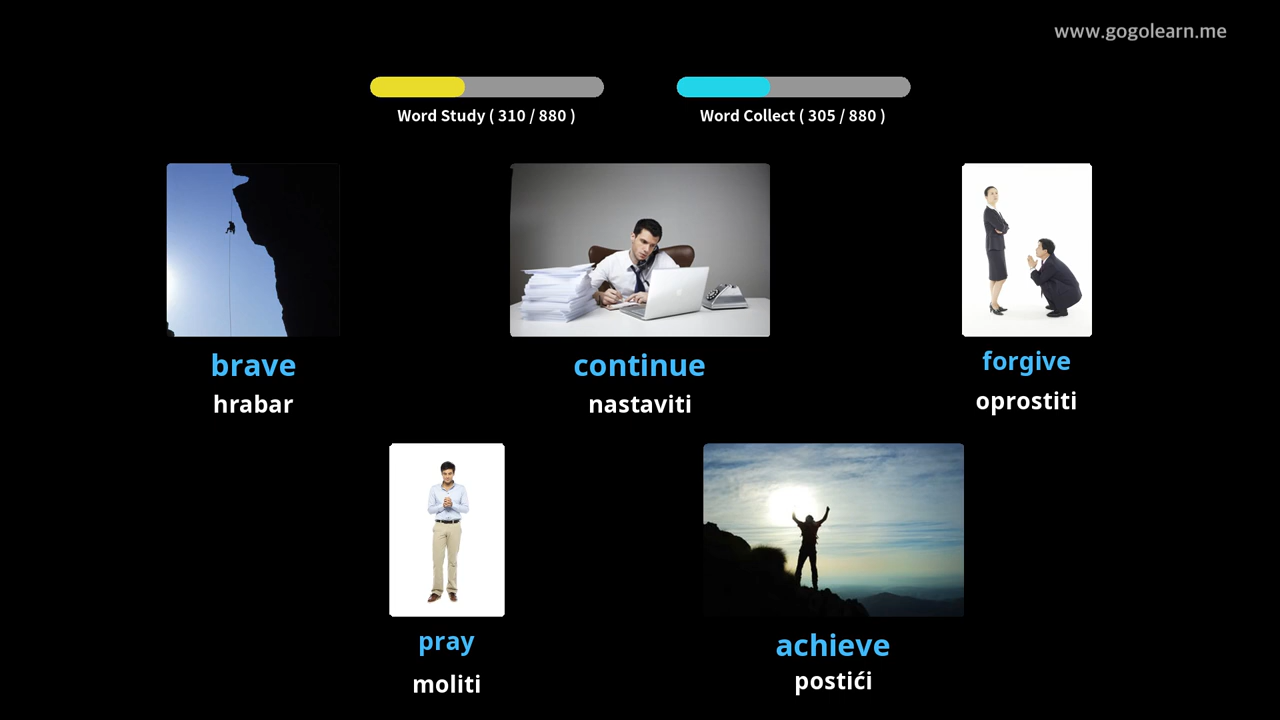 www.gogolearn.me
Word Study ( 310 / 880 )
Word Collect ( 305 / 880 )
brave
hrabar
continue
nastaviti
forgive
oprostiti
pray
moliti
achieve
postići